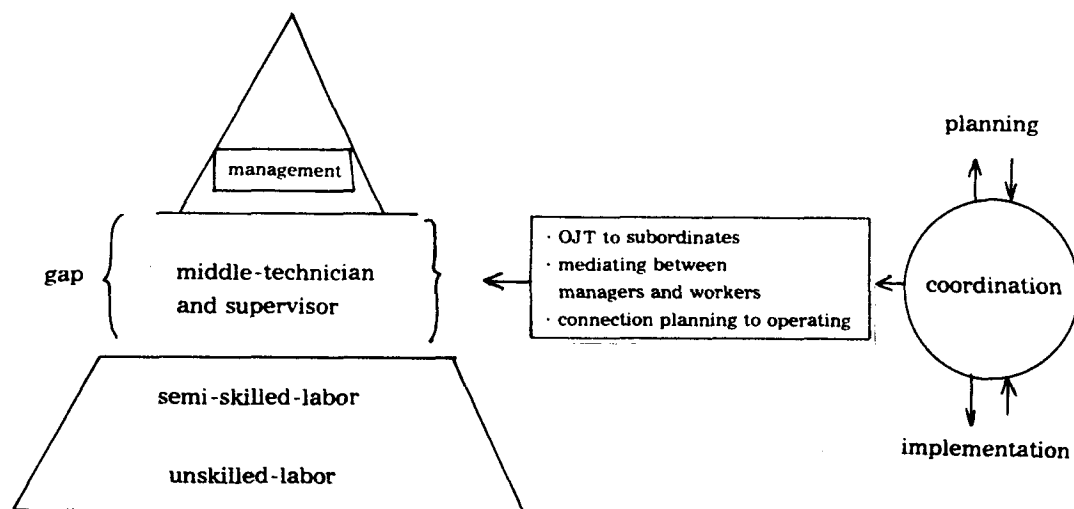 management
gap
middle-technician
and supervisor
semi-skilled-labor
unskilled-labor
· OJT to subordinates
· mediating between
managers and workers
· connection planning to operating
planning
coordination
implementation